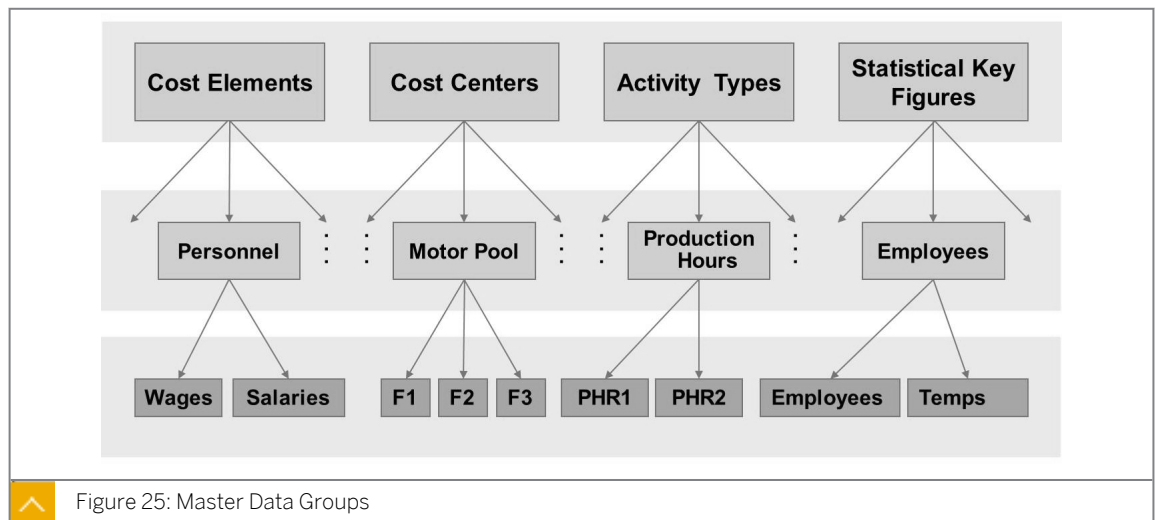 Cost Elements
Cost Centers
Activity Types
Statistical Key
Figures
Personnel
Motor Pool
Production
Hours
Employees
Wages
Salaries
F1
F2
F3
PHR1
PHR2
Employees
Temps
Figure 25: Master Data Groups